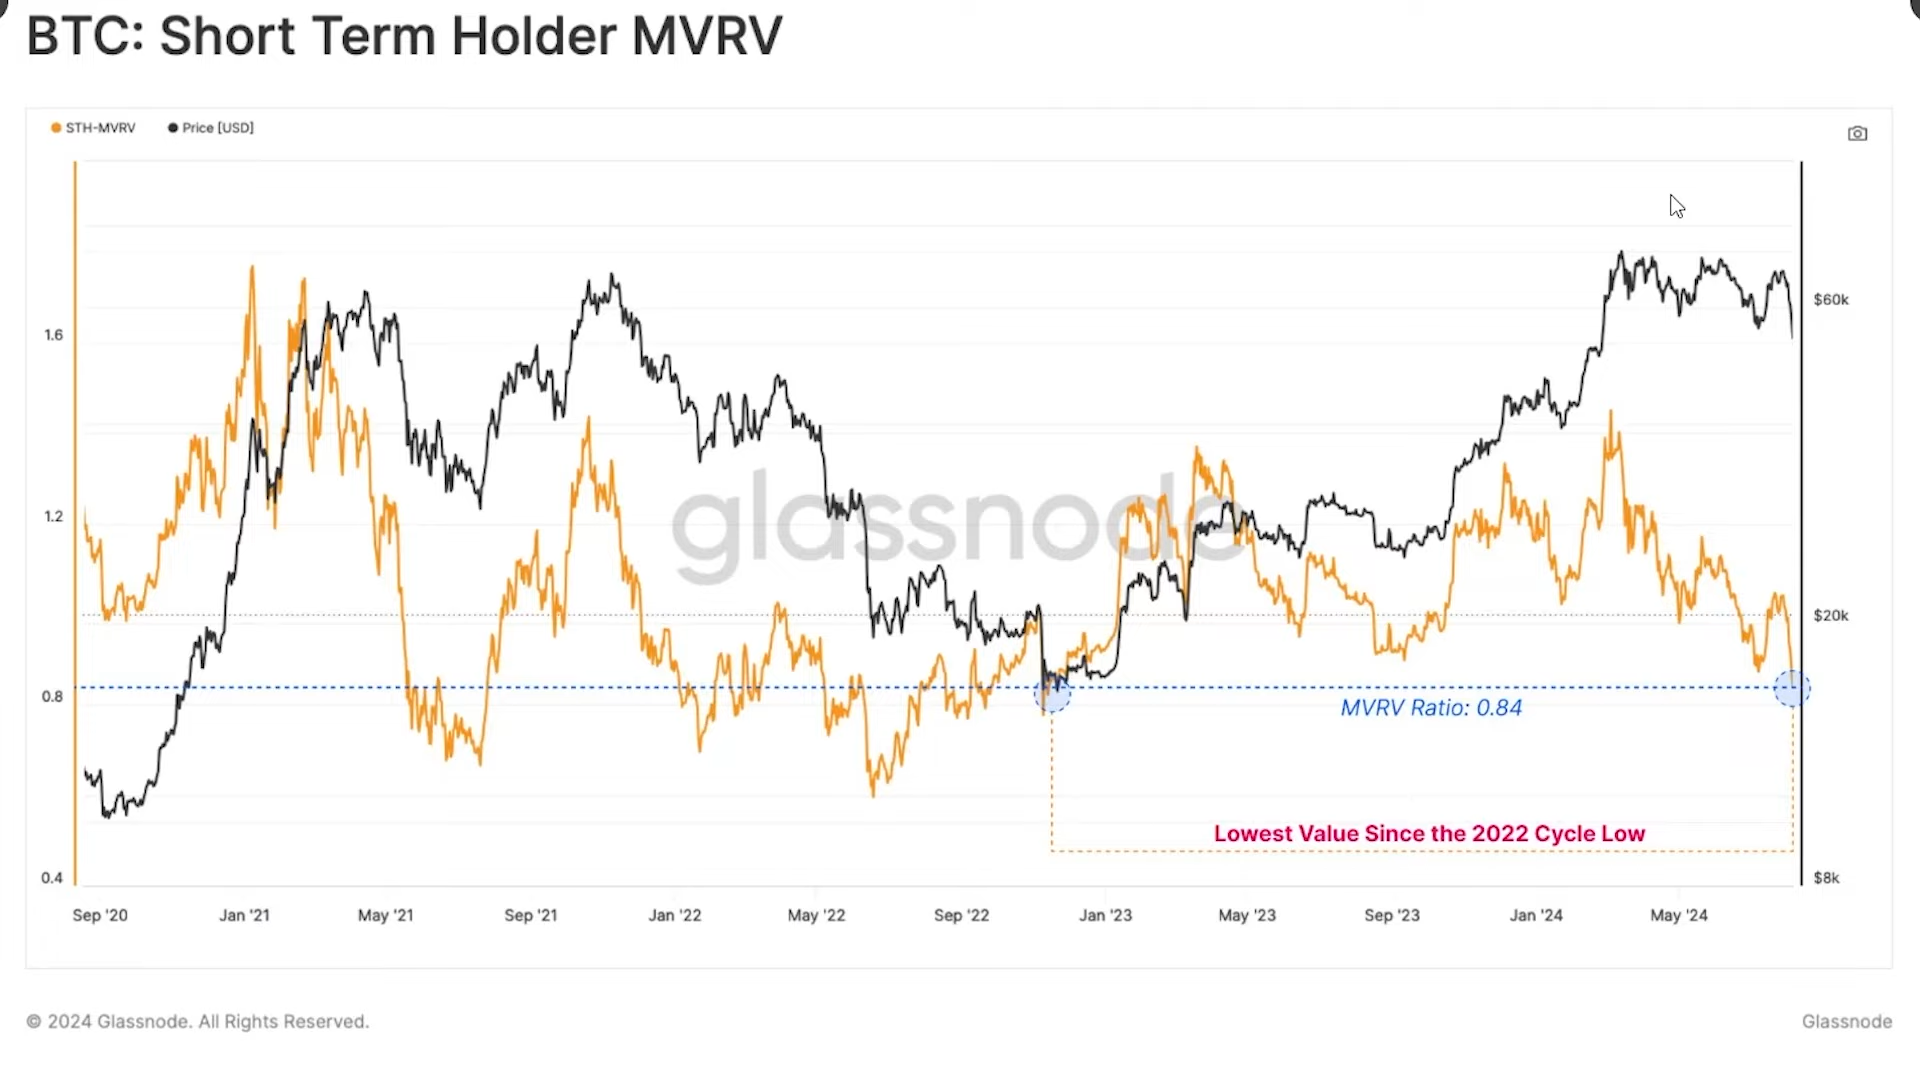 BTC: Short Term Holder MVRV
STH-MVRV Price [USD]
glassnode
1.6
1.2
0.8
0.4
$60k
$20k
$8k
MVRV Ratio: 0.84
Lowest Value Since the 2022 Cycle Low
Sep '20 Jan '21 May '21 Sep '21 Jan '22 May '22 Sep '22 Jan '23 May '23 Sep '23 Jan '24 May '24
© 2024 Glassnode. All Rights Reserved. Glassnode